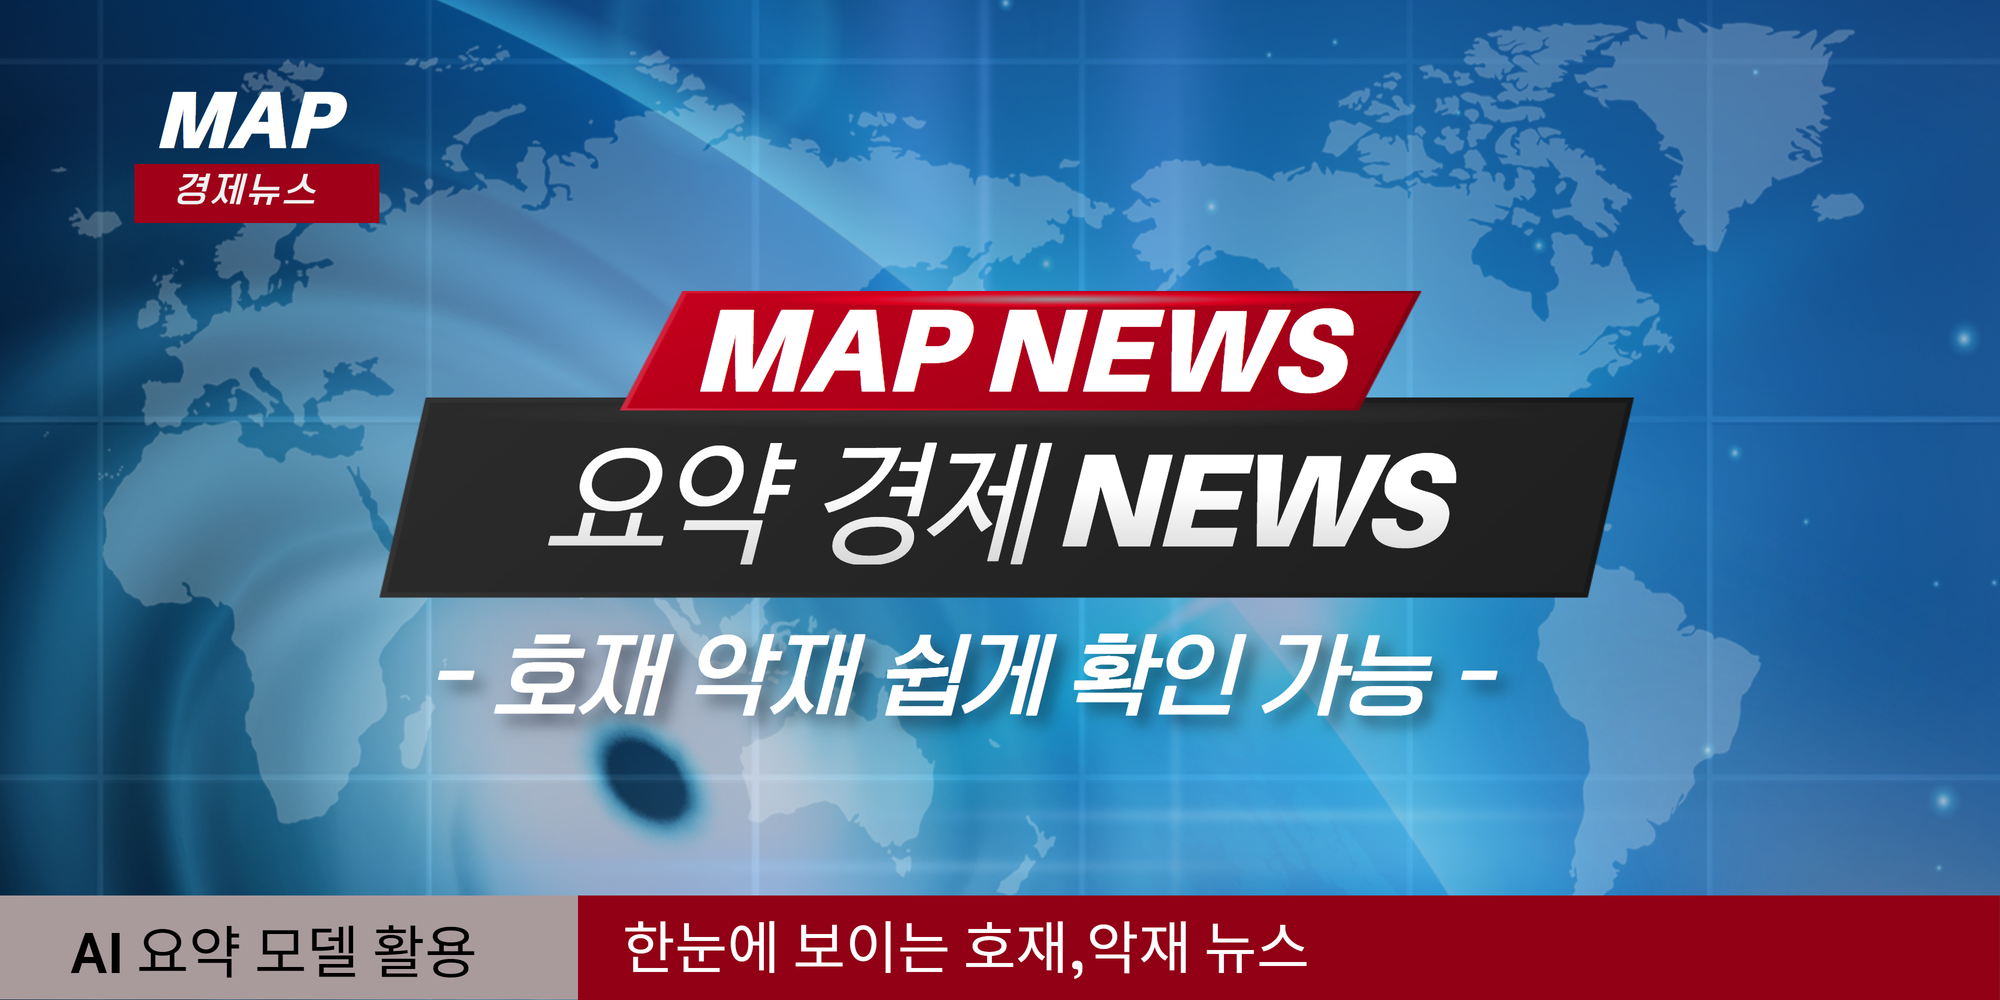 MAP
경제뉴스
MAP NEWS
요약 경제 NEWS
- 호재 악재 쉽게 확인 가능 -
AI 요약 모델 활용
한눈에 보이는 호재,악재 뉴스